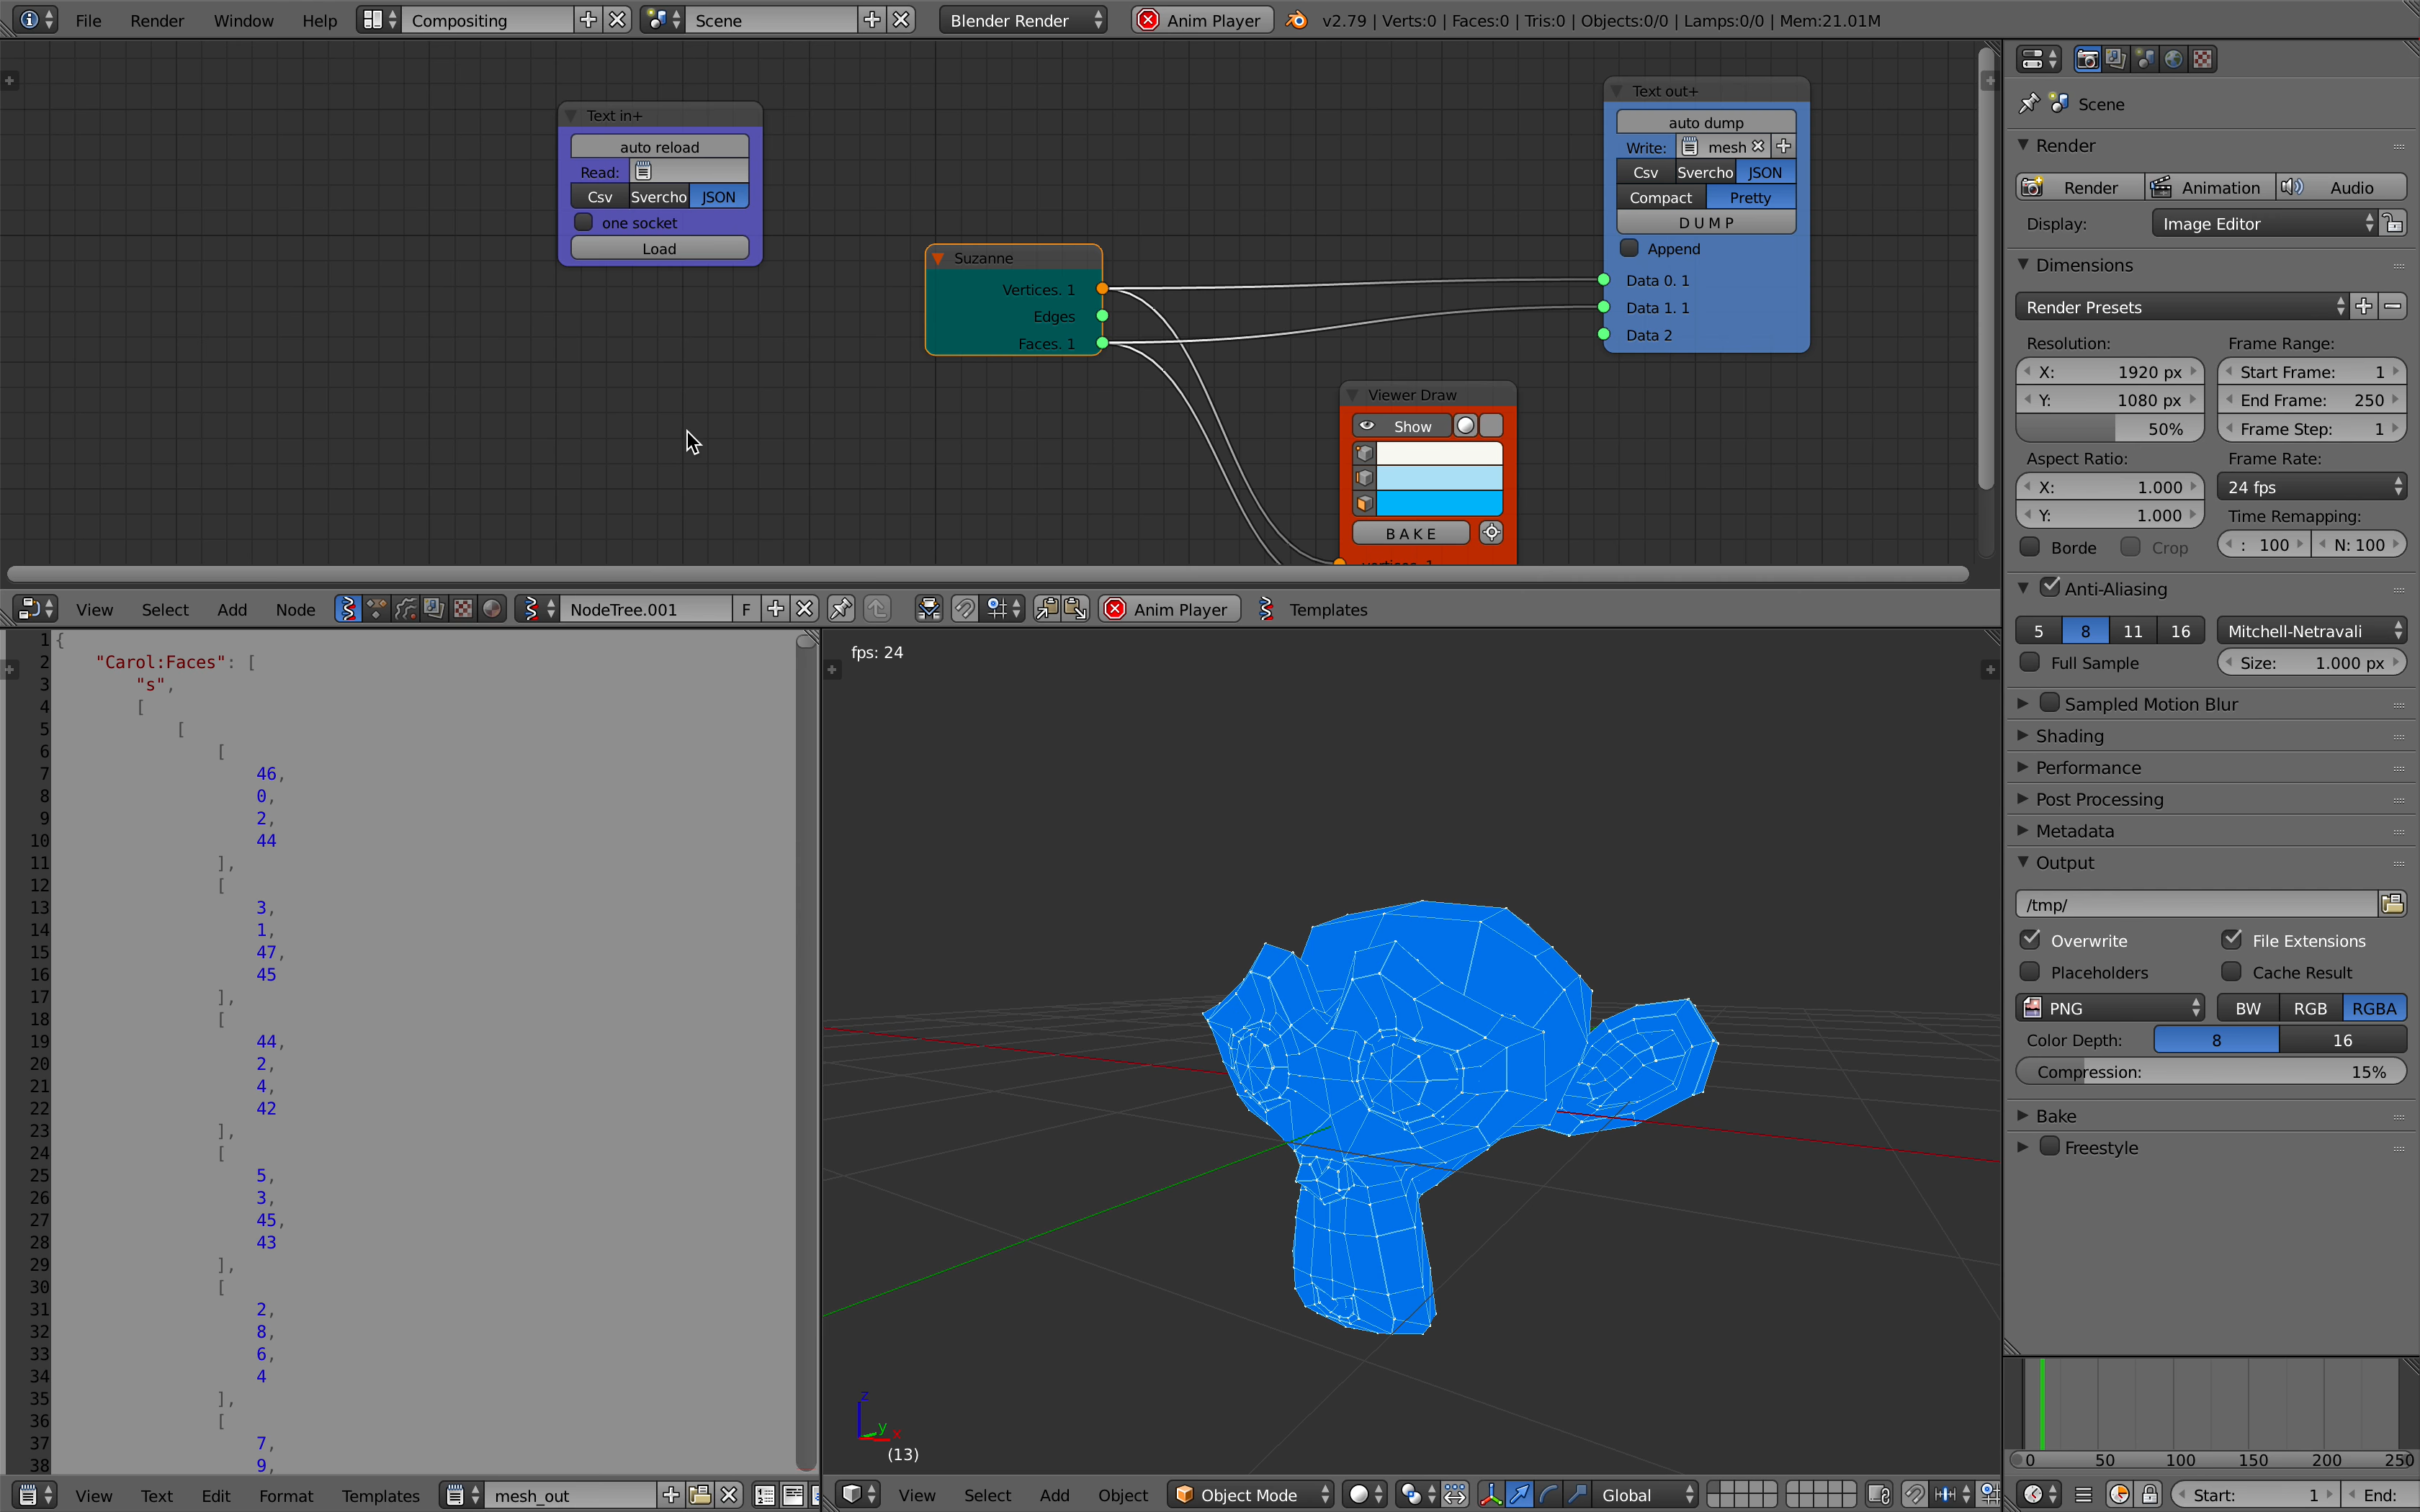 File Render Window Help Compositing Scene Blender Render Anim Player v2.79 | Verts:0 | Faces:0 | Tris:0 | Objects:0/0 | Lamps:0/0 | Mem:21.01M
Text in+
auto reload
Read:
Csv Svercho JSON
one socket
Load
Suzanne
Vertices. 1
Edges
Faces. 1
Text out+
auto dump
Write: mesh
Csv Svercho JSON
Compact Pretty
D U M P
Append
Data 0. 1
Data 1. 1
Data 2
Viewer Draw
Show
B A K E
vertices. 1
View Select Add Node NodeTree.001 F Anim Player Templates
1 {
2 "Carol:Faces": [
3 "s",
4 [
5 [
6 [
7 46,
8 0,
9 2,
10 44
11 ],
12 [
13 3,
14 1,
15 47,
16 45
17 ],
18 [
19 44,
20 2,
21 4,
22 42
23 ],
24 [
25 5,
26 3,
27 45,
28 43
29 ],
30 [
31 2,
32 8,
33 6,
34 4
35 ],
36 [
37 7,
38 9,
View Text Edit Format Templates mesh_out
fps: 24
z
y
x
(13)
View Select Add Object Object Mode Global
Scene
Render
Render Animation Audio
Display: Image Editor
Dimensions
Render Presets
Resolution: Frame Range:
X: 1920 px Start Frame: 1
Y: 1080 px End Frame: 250
50% Frame Step: 1
Aspect Ratio: Frame Rate:
X: 1.000 24 fps
Y: 1.000 Time Remapping:
Borde Crop : 100 N: 100
Anti-Aliasing
5 8 11 16 Mitchell-Netravali
Full Sample Size: 1.000 px
Sampled Motion Blur
Shading
Performance
Post Processing
Metadata
Output
/tmp/
Overwrite File Extensions
Placeholders Cache Result
PNG BW RGB RGBA
Color Depth: 8 16
Compression: 15%
Bake
Freestyle
0 50 100 150 200 250
Start: 1 End: